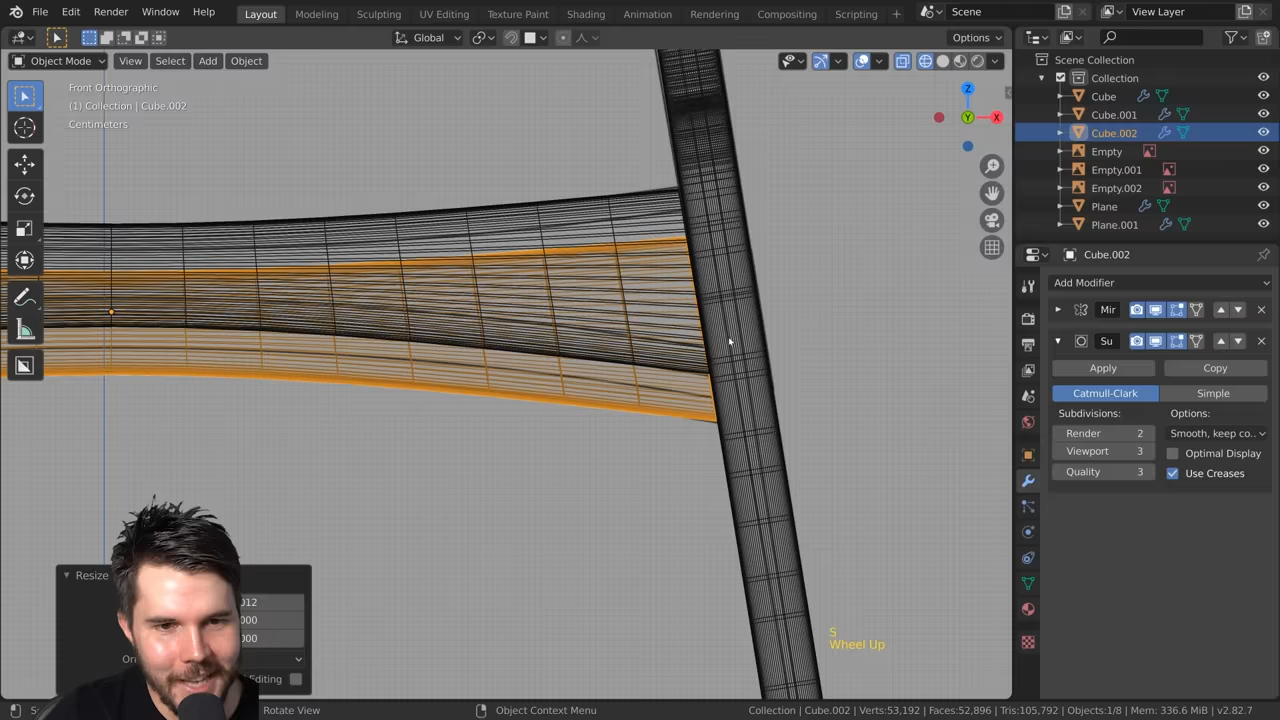 File Edit Render Window Help Layout Modeling Sculpting UV Editing Texture Paint Shading Animation Rendering Compositing Scripting + Scene View Layer
Global Options
Object Mode View Select Add Object
Front Orthographic
(1) Collection | Cube.002
Centimeters
Z
Y X
Scene Collection
Collection
Cube
Cube.001
Cube.002
Empty
Empty.001
Empty.002
Plane
Plane.001
Cube.002
Add Modifier
Mir
Su
Apply Copy
Catmull-Clark Simple
Subdivisions: Options:
Render 2 Smooth, keep co..
Viewport 3 Optimal Display
Quality 3 Use Creases
Resize
012
000
000
Editing
S
Wheel Up
Rotate View Object Context Menu Collection | Cube.002 | Verts:53,192 | Faces:52,896 | Tris:105,792 | Objects:1/8 | Mem: 336.6 MiB | v2.82.7